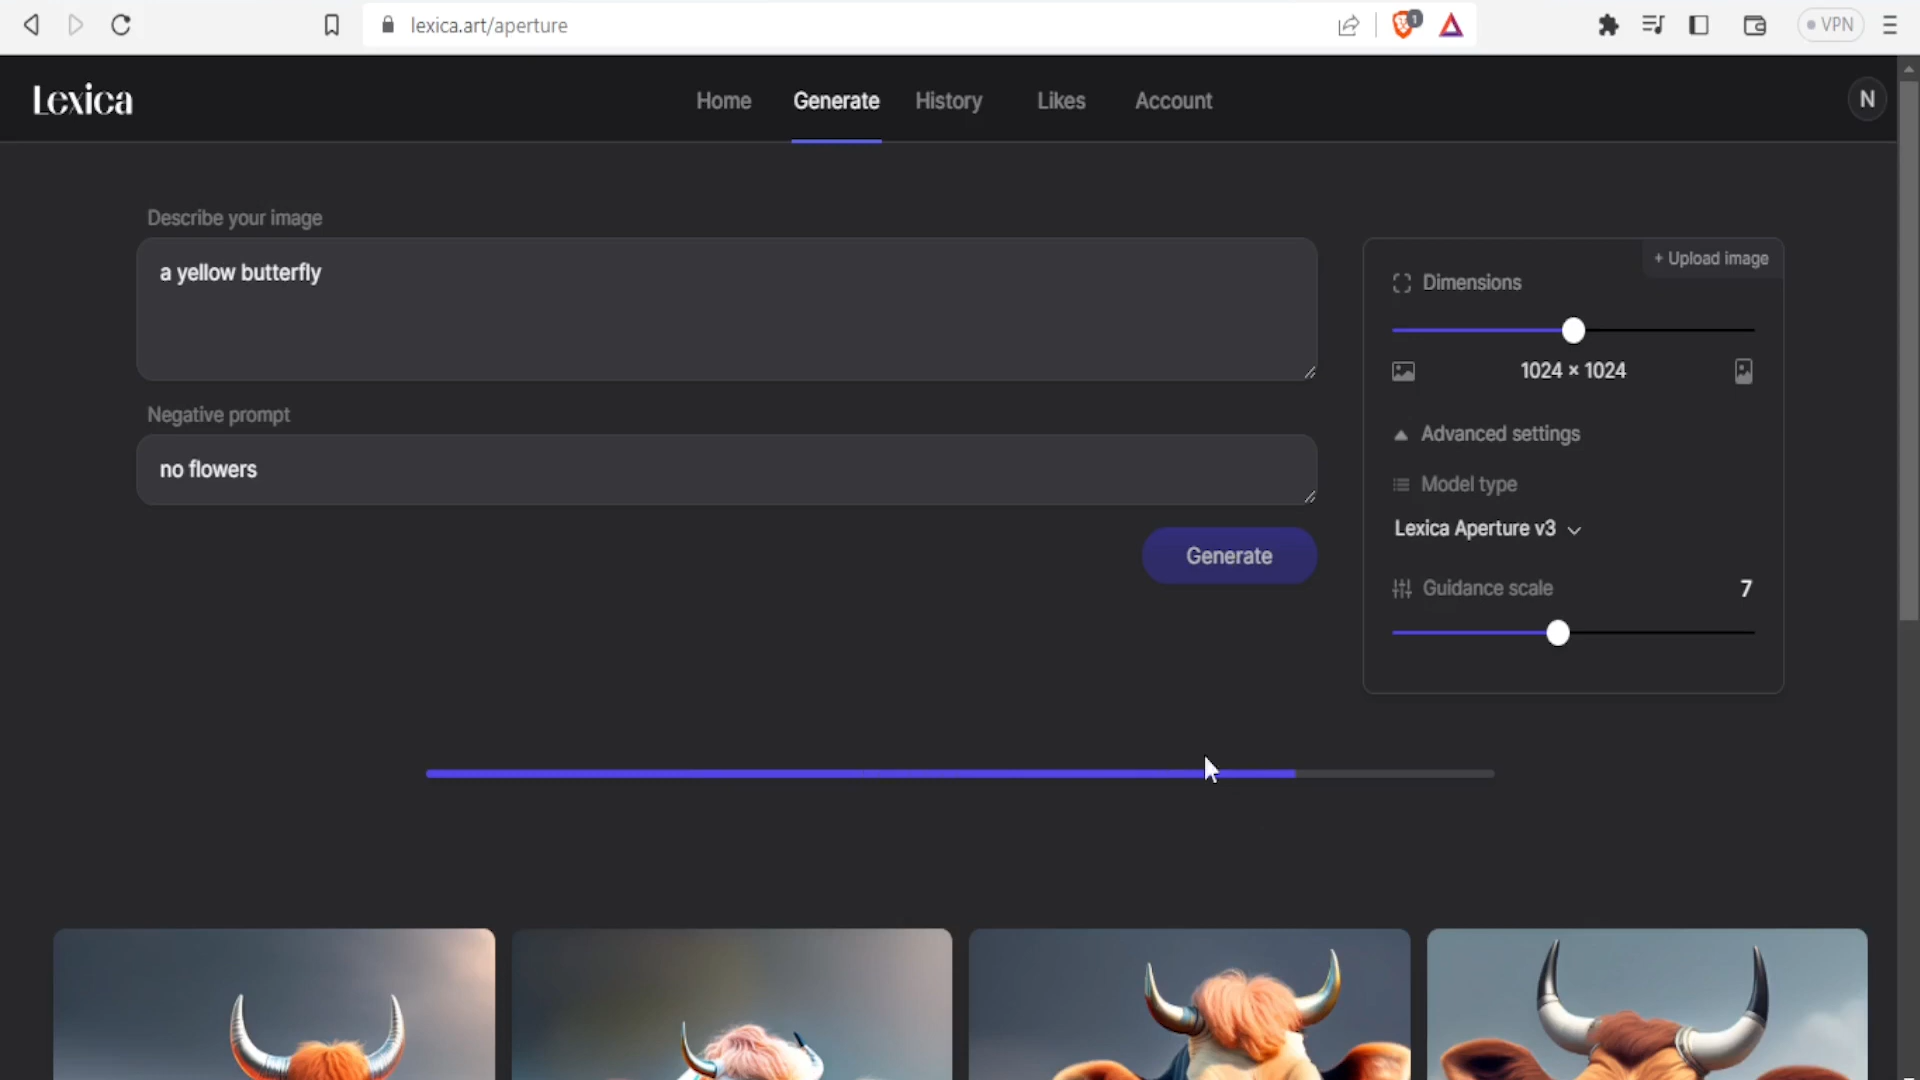 lexica.art/aperture
1
VPN
Lexica
Home
Generate
History
Likes
Account
N
Describe your image
a yellow butterfly
Negative prompt
no flowers
Generate
+ Upload image
Dimensions
1024 × 1024
Advanced settings
Model type
Lexica Aperture v3
Guidance scale
7